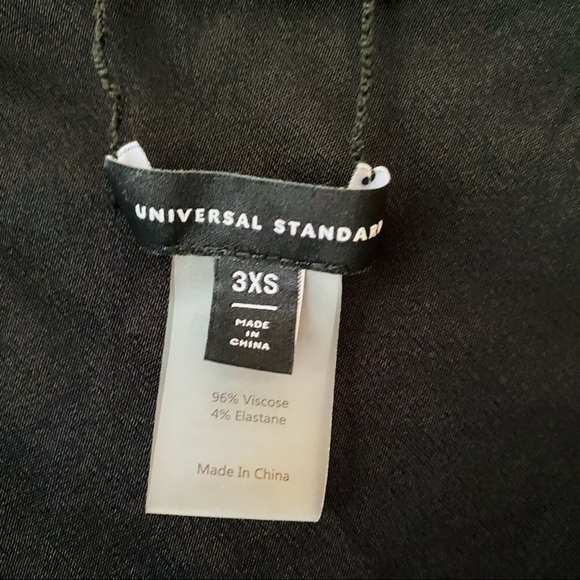 UNIVERSAL STANDARD
3XS
MADE
IN
CHINA
96% Viscose
4% Elastane
Made In China